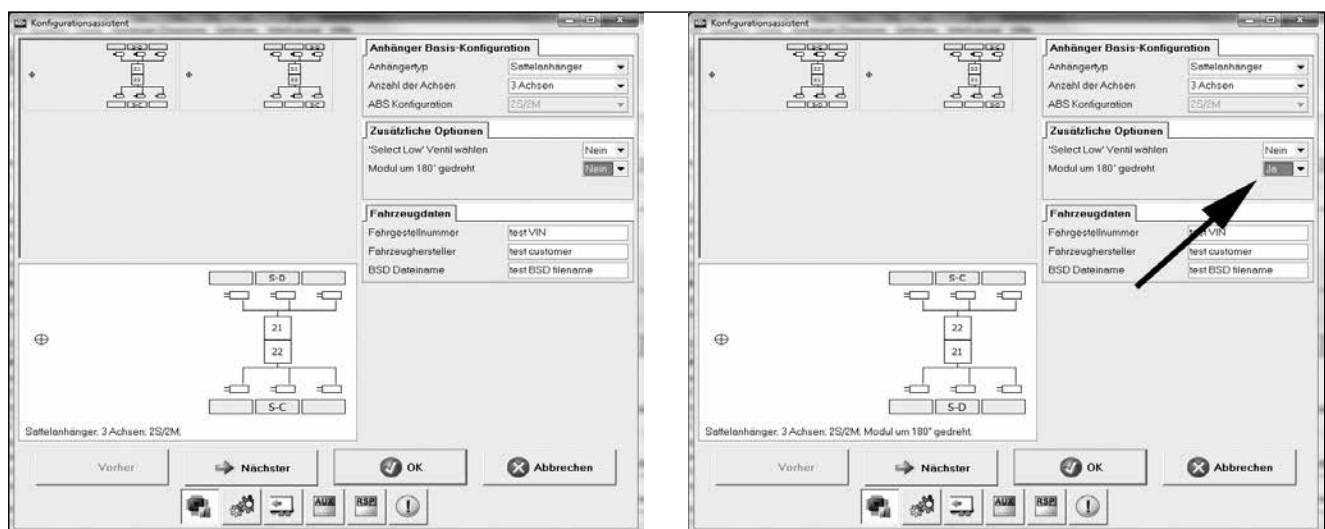 Konfigurationsassistent
Anhänger Basis-Konfiguration
Anhängertyp Sattelanhänger
Anzahl der Achsen 3 Achsen
ABS Konfiguration 2S/2M
Zusätzliche Optionen
'Select Low' Ventil wählen Nein
Modul um 180° gedreht Nein
Fahrzeugdaten
Fahrgestellnummer test VIN
Fahrzeughersteller test customer
BSD Dateiname test BSD filename
S-D
21
22
S-C
Sattelanhänger; 3 Achsen; 2S/2M;
Vorher Nächster OK Abbrechen
AUX RSP
Konfigurationsassistent
Anhänger Basis-Konfiguration
Anhängertyp Sattelanhänger
Anzahl der Achsen 3 Achsen
ABS Konfiguration 2S/2M
Zusätzliche Optionen
'Select Low' Ventil wählen Nein
Modul um 180° gedreht Ja
Fahrzeugdaten
Fahrgestellnummer test VIN
Fahrzeughersteller test customer
BSD Dateiname test BSD filename
S-C
22
21
S-D
Sattelanhänger; 3 Achsen; 2S/2M; Modul um 180° gedreht;
Vorher Nächster OK Abbrechen
AUX RSP